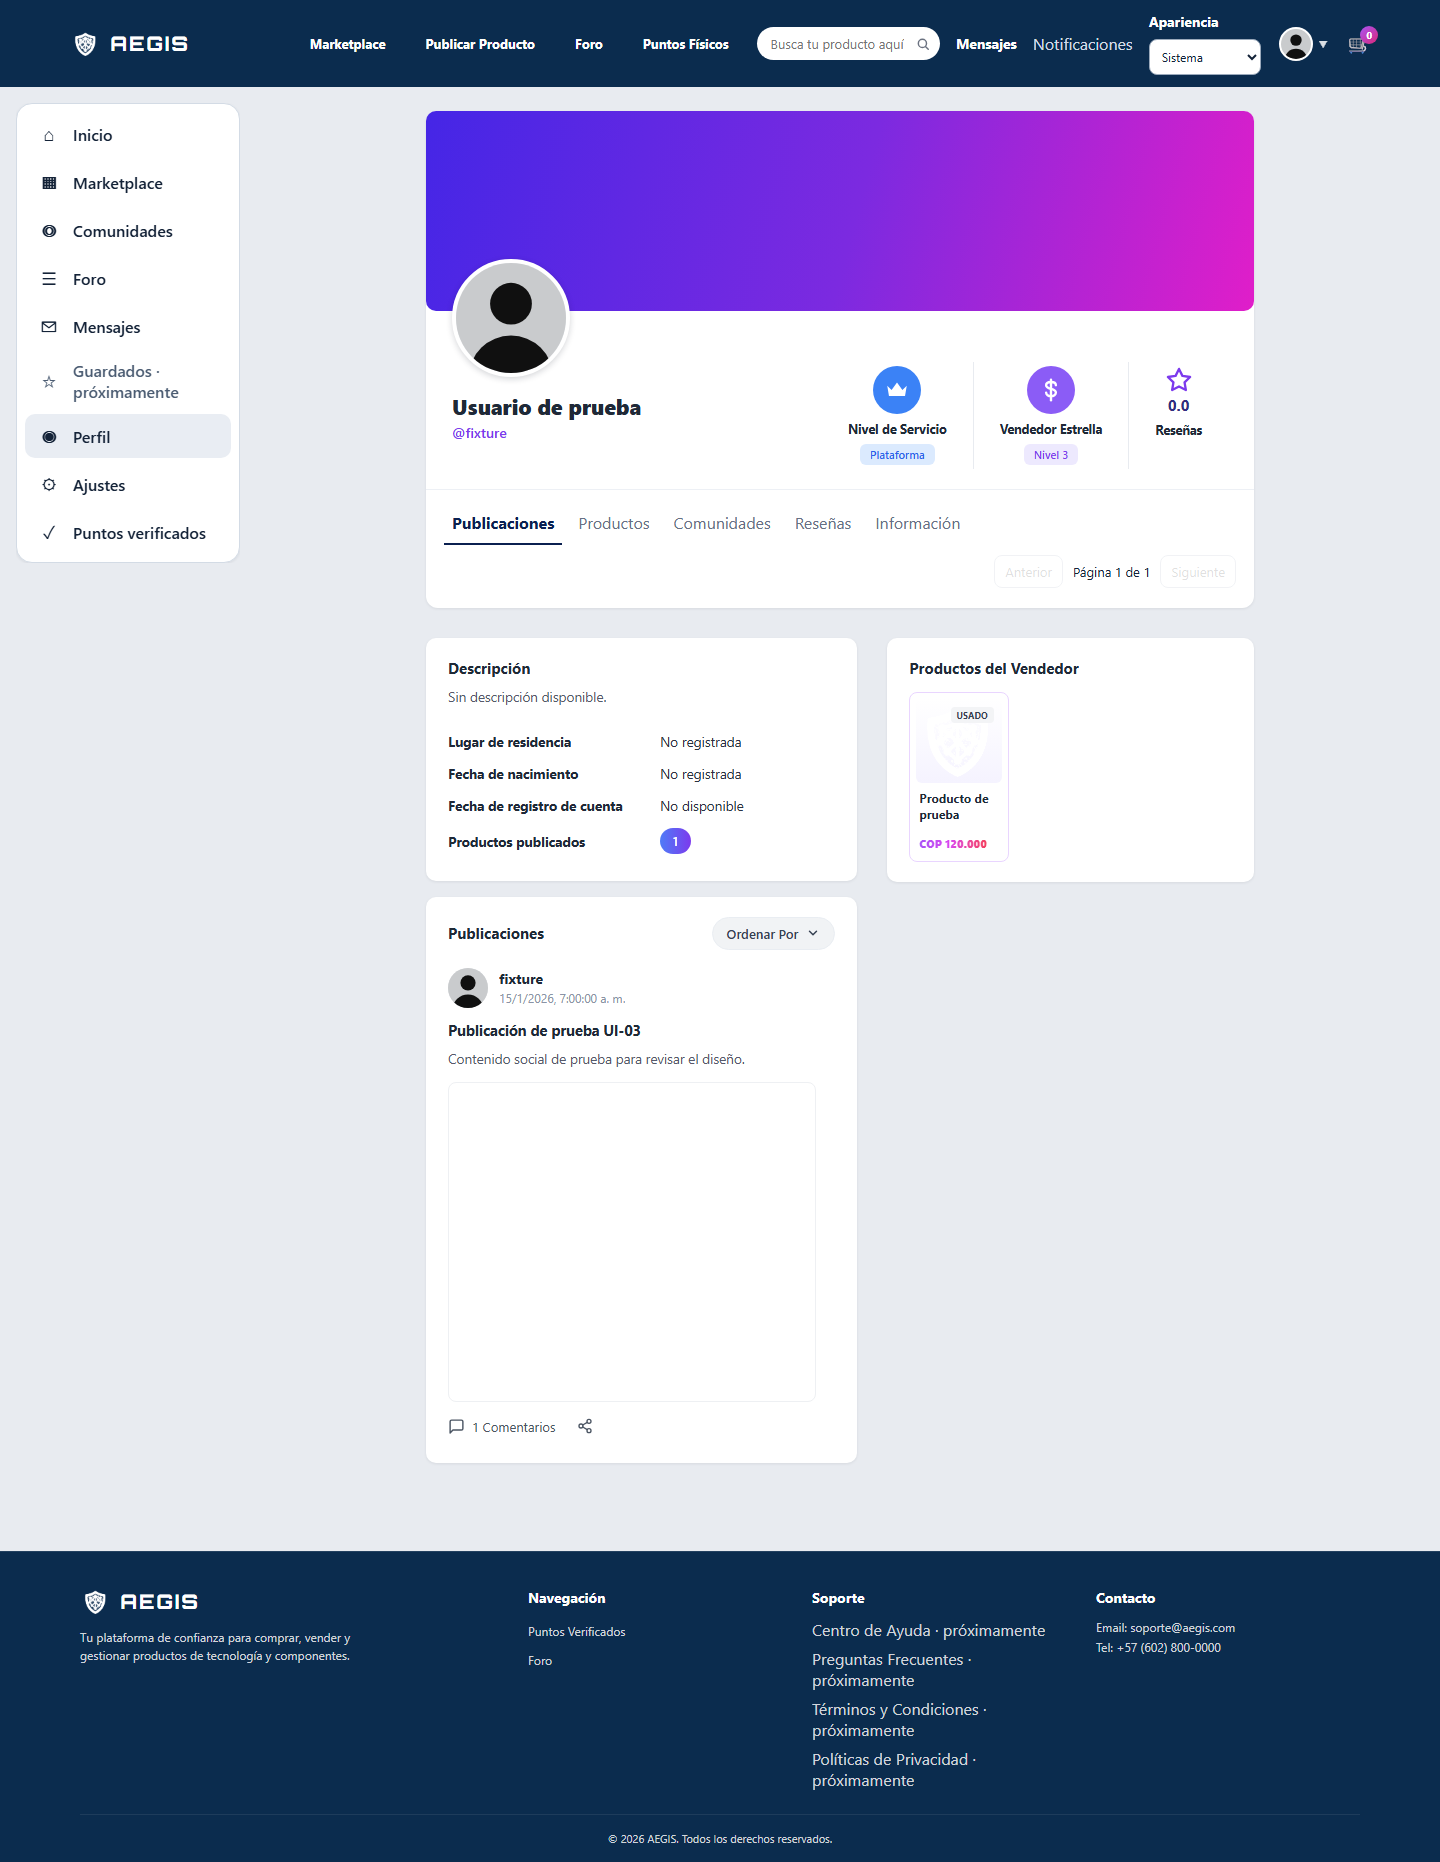 AEGIS
Marketplace
Publicar Producto
Foro
Puntos Físicos
Busca tu producto aquí
Mensajes
Notificaciones
Apariencia
Sistema
0
Inicio
Marketplace
Comunidades
Foro
Mensajes
Guardados ·
próximamente
Perfil
Ajustes
Puntos verificados
Usuario de prueba
@fixture
Nivel de Servicio
Plataforma
Vendedor Estrella
Nivel 3
0.0
Reseñas
Publicaciones
Productos
Comunidades
Reseñas
Información
Anterior
Página 1 de 1
Siguiente
Descripción
Sin descripción disponible.
Lugar de residencia
No registrada
Fecha de nacimiento
No registrada
Fecha de registro de cuenta
No disponible
Productos publicados
1
Productos del Vendedor
USADO
Producto de
prueba
COP 120.000
Publicaciones
Ordenar Por
fixture
15/1/2026, 7:00:00 a. m.
Publicación de prueba UI-03
Contenido social de prueba para revisar el diseño.
1 Comentarios
AEGIS
Tu plataforma de confianza para comprar, vender y
gestionar productos de tecnología y componentes.
Navegación
Puntos Verificados
Foro
Soporte
Centro de Ayuda · próximamente
Preguntas Frecuentes ·
próximamente
Términos y Condiciones ·
próximamente
Políticas de Privacidad ·
próximamente
Contacto
Email: soporte@aegis.com
Tel: +57 (602) 800-0000
© 2026 AEGIS. Todos los derechos reservados.